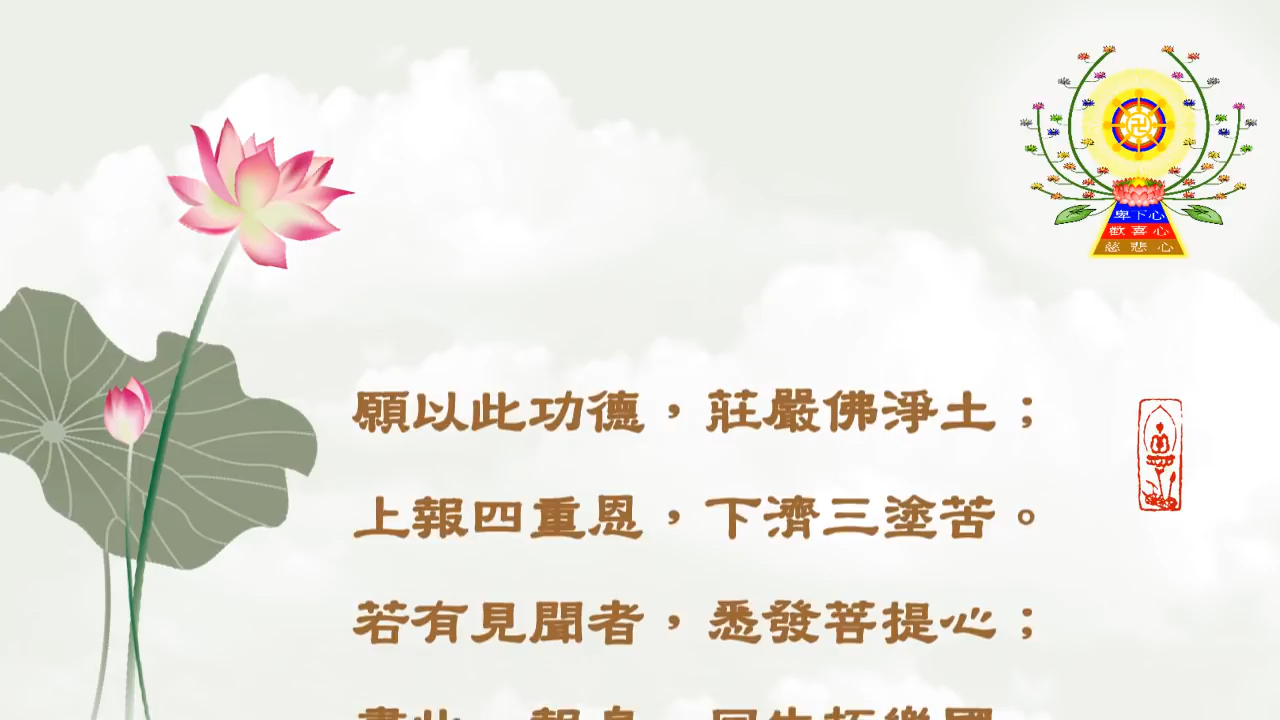 卑下心
歡喜心
慈悲心
願以此功德，莊嚴佛淨土；
上報四重恩，下濟三塗苦。
若有見聞者，悉發菩提心；